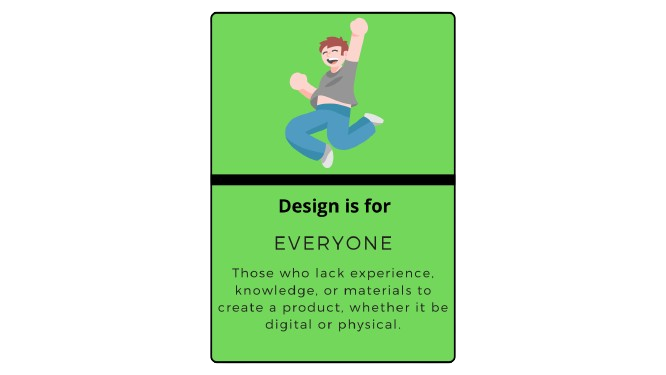 Design is for
EVERYONE
Those who lack experience,
knowledge, or materials to
create a product, whether it be
digital or physical.